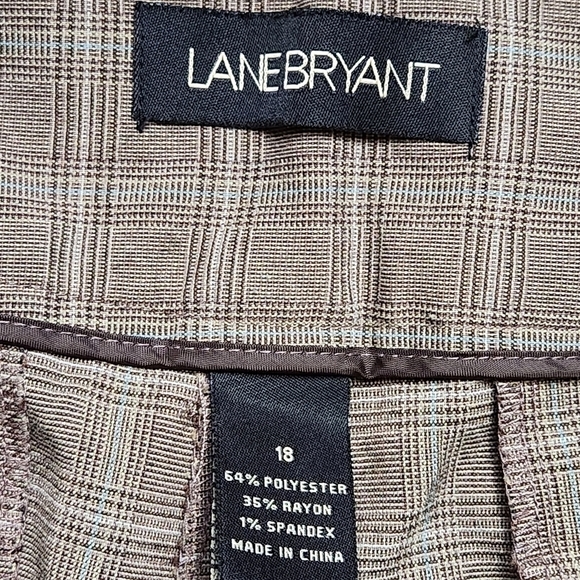 LANEBRYANT
18
64% POLYESTER
35% RAYON
1% SPANDEX
MADE IN CHINA